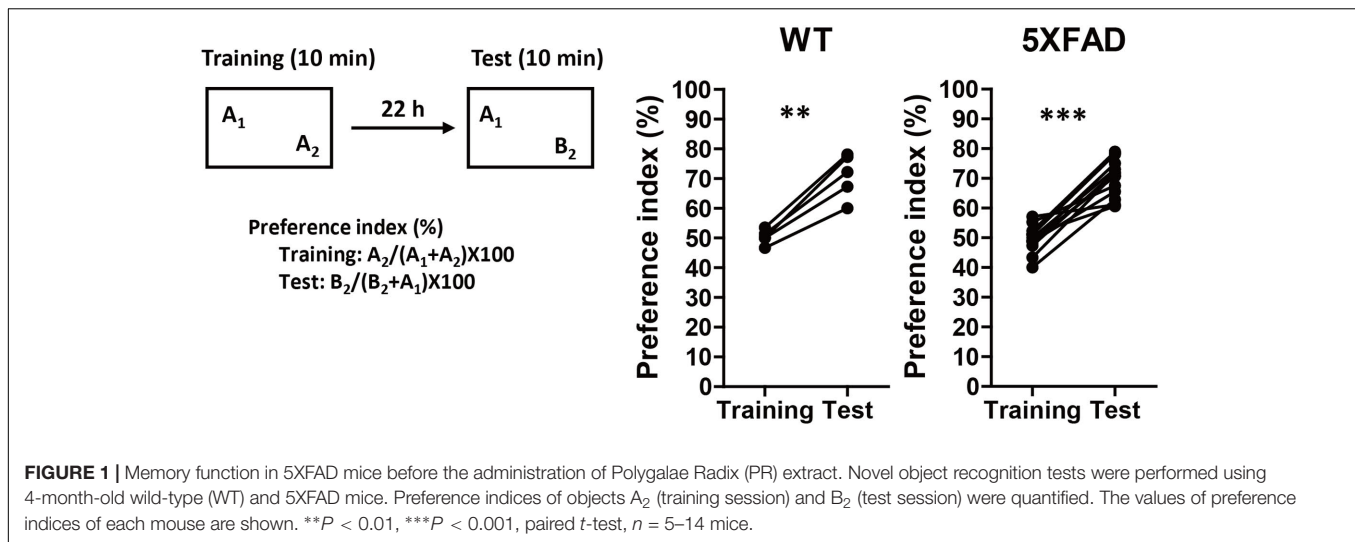 Training (10 min)
Test (10 min)
A₁
A₂
22 h
A₁
B₂
Preference index (%)
Training: A₂/(A₁+A₂)X100
Test: B₂/(B₂+A₁)X100
WT
Preference index (%)
100
90
80
70
60
50
40
30
20
10
0
**
Training Test
5XFAD
Preference index (%)
100
90
80
70
60
50
40
30
20
10
0
***
Training Test
FIGURE 1 | Memory function in 5XFAD mice before the administration of Polygalae Radix (PR) extract. Novel object recognition tests were performed using
4-month-old wild-type (WT) and 5XFAD mice. Preference indices of objects A₂ (training session) and B₂ (test session) were quantified. The values of preference
indices of each mouse are shown. **P < 0.01, ***P < 0.001, paired t-test, n = 5–14 mice.